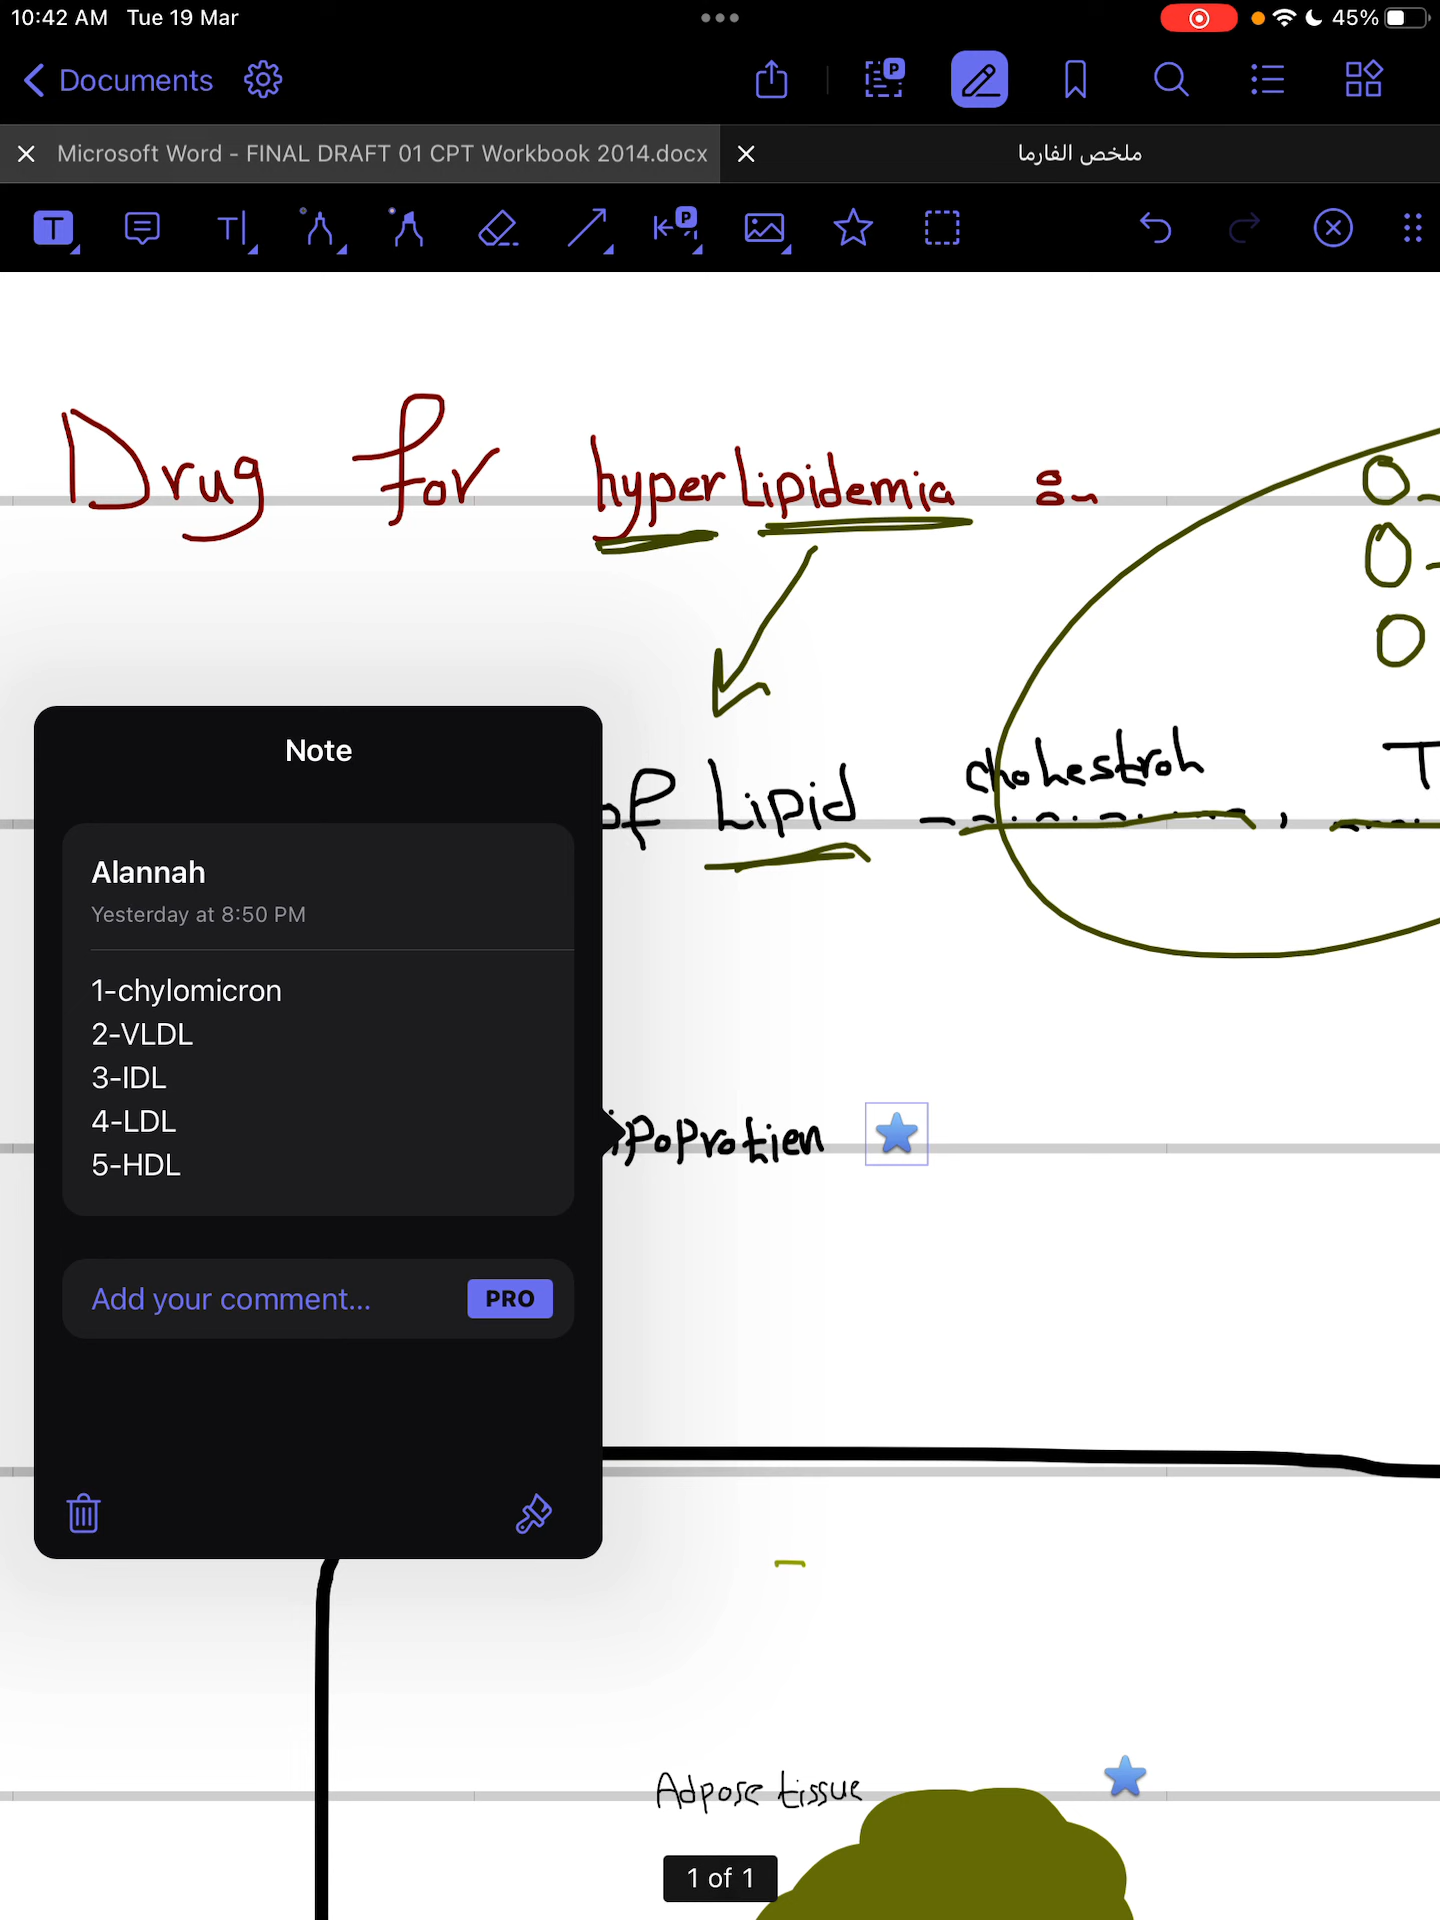 10:42 AM Tue 19 Mar
45%
Documents
P
Microsoft Word - FINAL DRAFT 01 CPT Workbook 2014.docx
ملخص الفارما
T
T
P
Drug for hyperLipidemia :-
Note
Alannah
Yesterday at 8:50 PM
1-chylomicron
2-VLDL
3-IDL
4-LDL
5-HDL
Add your comment...
PRO
of Lipid
,
T
ipoprotien
Adpose tissue
1 of 1